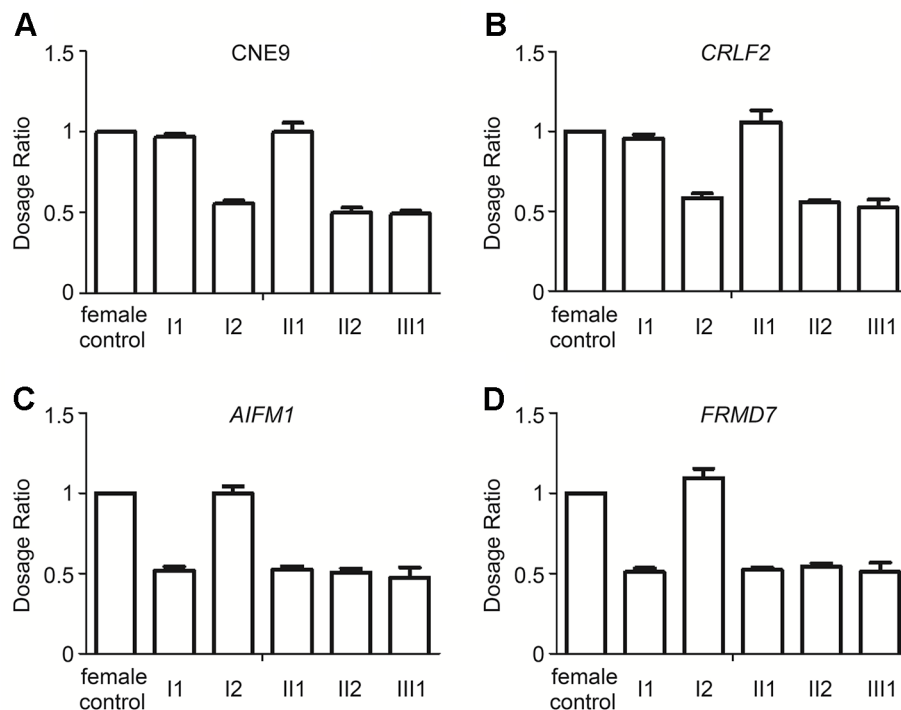 A
CNE9
1.5
1
0.5
0
Dosage Ratio
female
control
I1
I2
II1
II2
III1
B
CRLF2
1.5
1
0.5
0
Dosage Ratio
female
control
I1
I2
II1
II2
III1
C
AIFM1
1.5
1
0.5
0
Dosage Ratio
female
control
I1
I2
II1
II2
III1
D
FRMD7
1.5
1
0.5
0
Dosage Ratio
female
control
I1
I2
II1
II2
III1